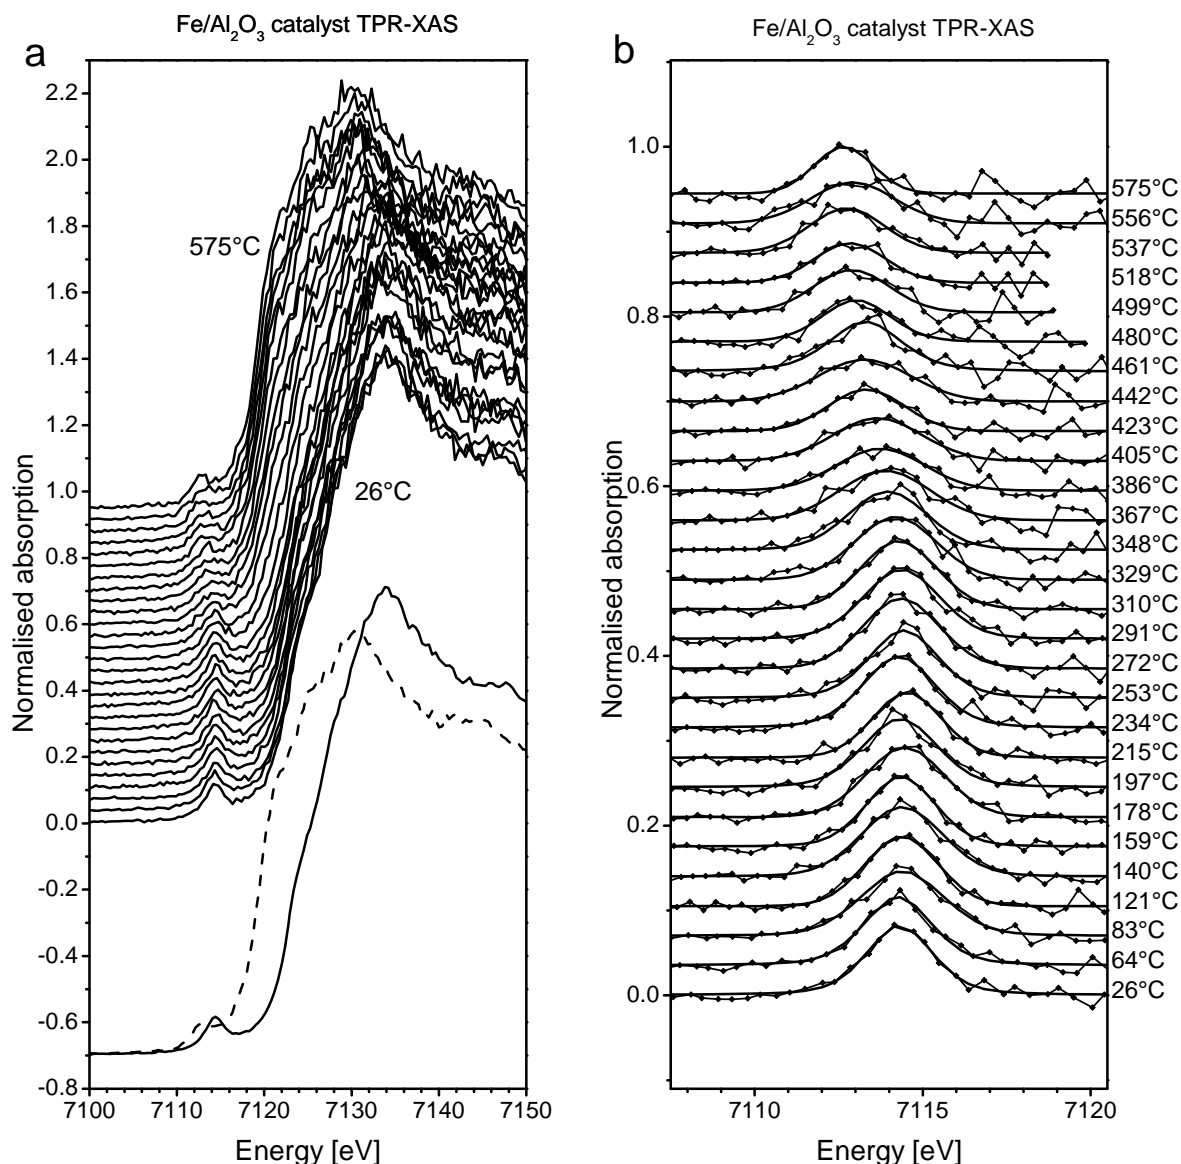 Fe/Al₂O₃ catalyst TPR-XAS
a
2.2
2.0
1.8
1.6
1.4
1.2
1.0
0.8
0.6
0.4
0.2
0.0
-0.2
-0.4
-0.6
-0.8
575°C
26°C
Normalised absorption
7100
7110
7120
7130
7140
7150
Energy [eV]
Fe/Al₂O₃ catalyst TPR-XAS
b
1.0
0.8
0.6
0.4
0.2
0.0
Normalised absorption
575°C
556°C
537°C
518°C
499°C
480°C
461°C
442°C
423°C
405°C
386°C
367°C
348°C
329°C
310°C
291°C
272°C
253°C
234°C
215°C
197°C
178°C
159°C
140°C
121°C
83°C
64°C
26°C
7110
7115
7120
Energy [eV]